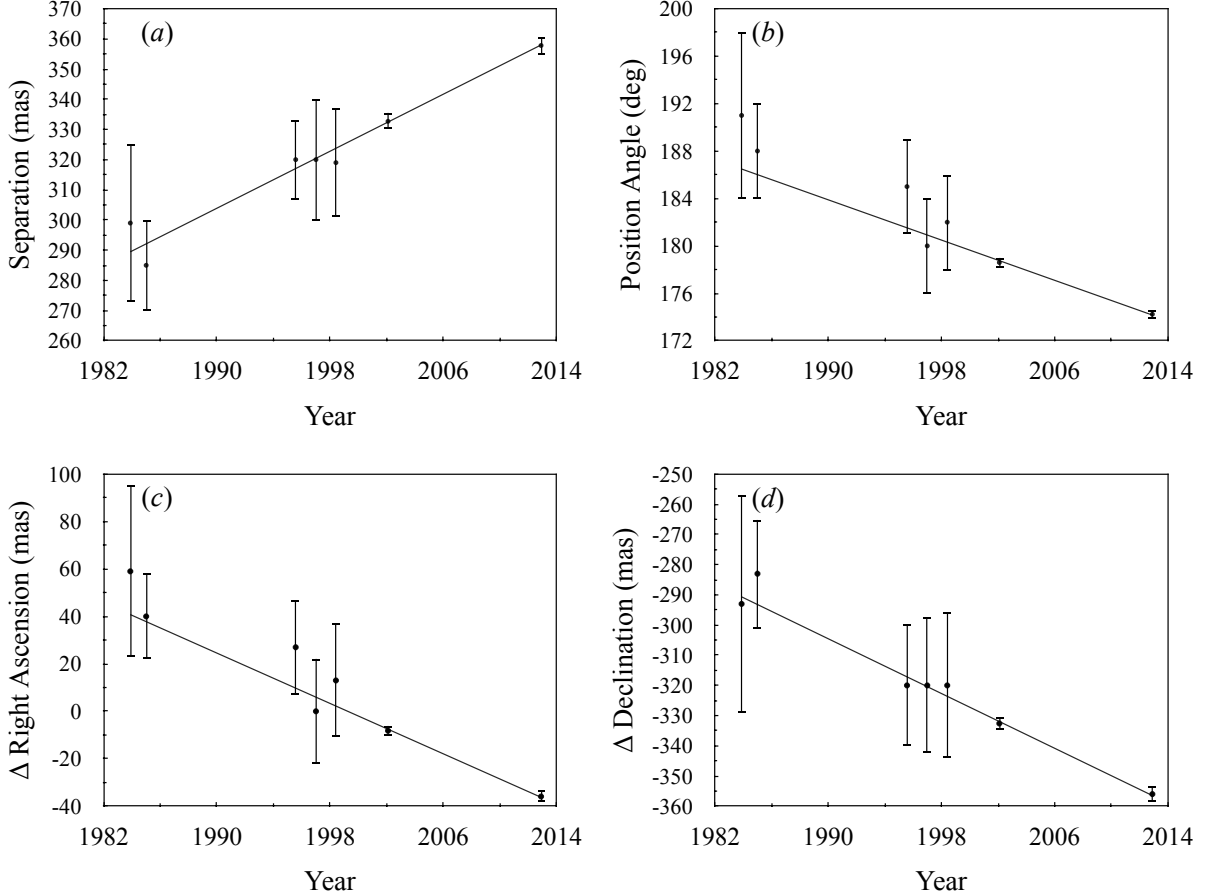 (a)
Separation (mas)
370
360
350
340
330
320
310
300
290
280
270
260
1982 1990 1998 2006 2014
Year
(b)
Position Angle (deg)
200
196
192
188
184
180
176
172
1982 1990 1998 2006 2014
Year
(c)
Δ Right Ascension (mas)
100
80
60
40
20
0
-20
-40
1982 1990 1998 2006 2014
Year
(d)
Δ Declination (mas)
-250
-260
-270
-280
-290
-300
-310
-320
-330
-340
-350
-360
1982 1990 1998 2006 2014
Year